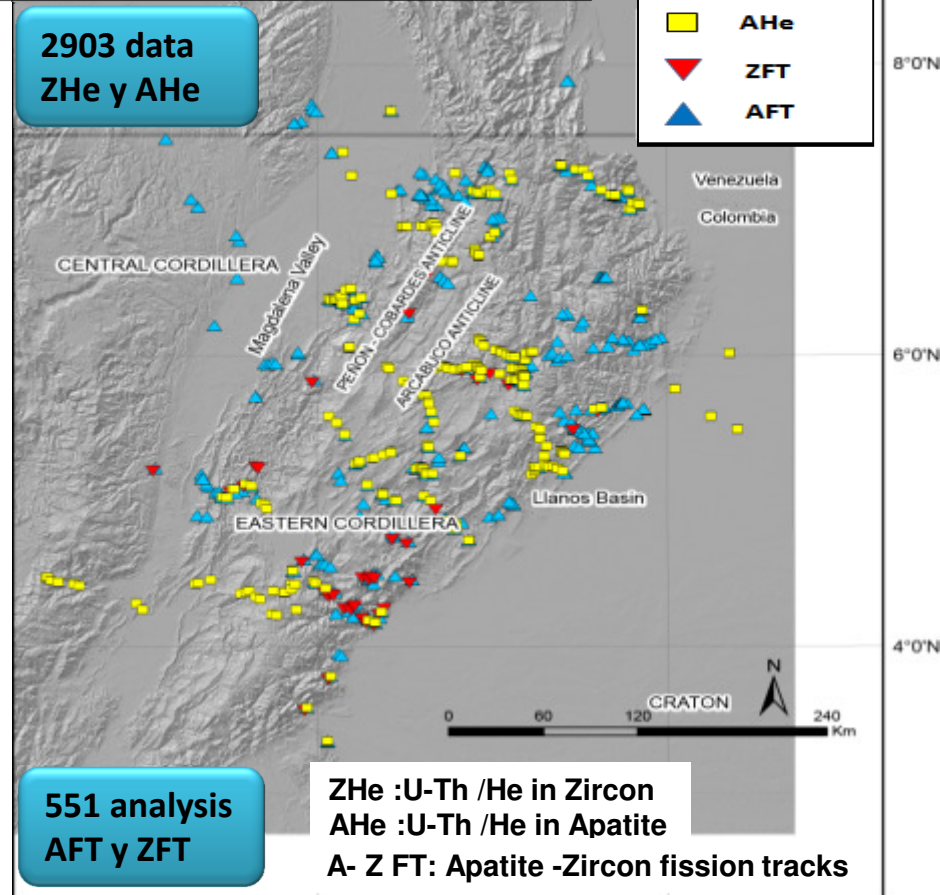 2903 data
ZHe y AHe
AHe
ZFT
AFT
8°0'N
Venezuela
Colombia
CENTRAL CORDILLERA
Magdalena Valley
PEÑON - COBARDES ANTICLINE
ARCABUCO ANTICLINE
6°0'N
Llanos Basin
EASTERN CORDILLERA
4°0'N
N
CRATON
0 60 120 240
Km
551 analysis
AFT y ZFT
ZHe :U-Th /He in Zircon
AHe :U-Th /He in Apatite
A- Z FT: Apatite -Zircon fission tracks